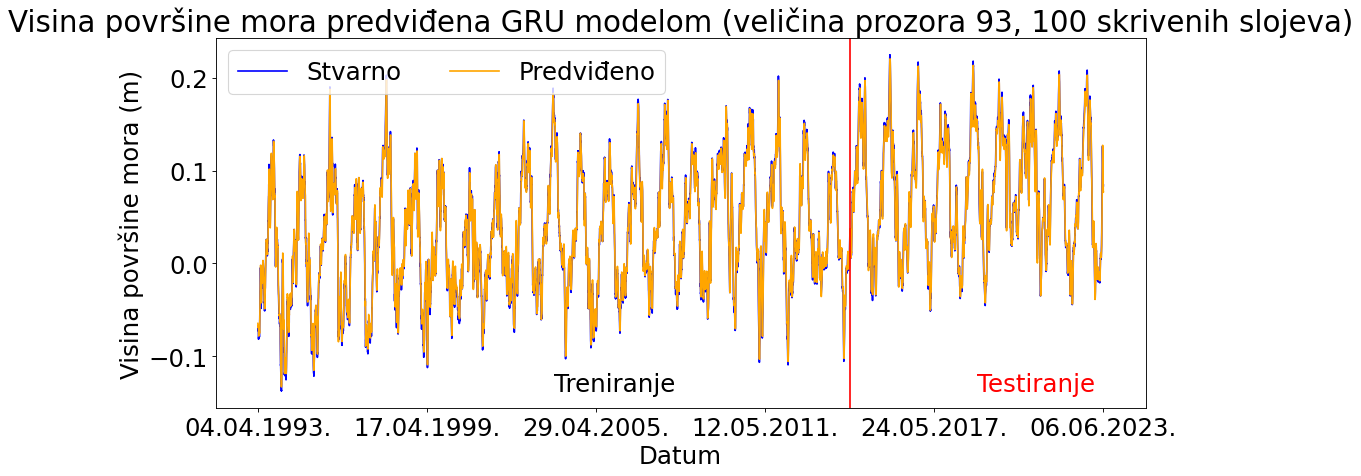 Visina površine mora predviđena GRU modelom (veličina prozora 93, 100 skrivenih slojeva)
Stvarno
Predviđeno
Visina površine mora (m)
0.2
0.1
0.0
−0.1
Treniranje
Testiranje
04.04.1993.
17.04.1999.
29.04.2005.
12.05.2011.
24.05.2017.
06.06.2023.
Datum